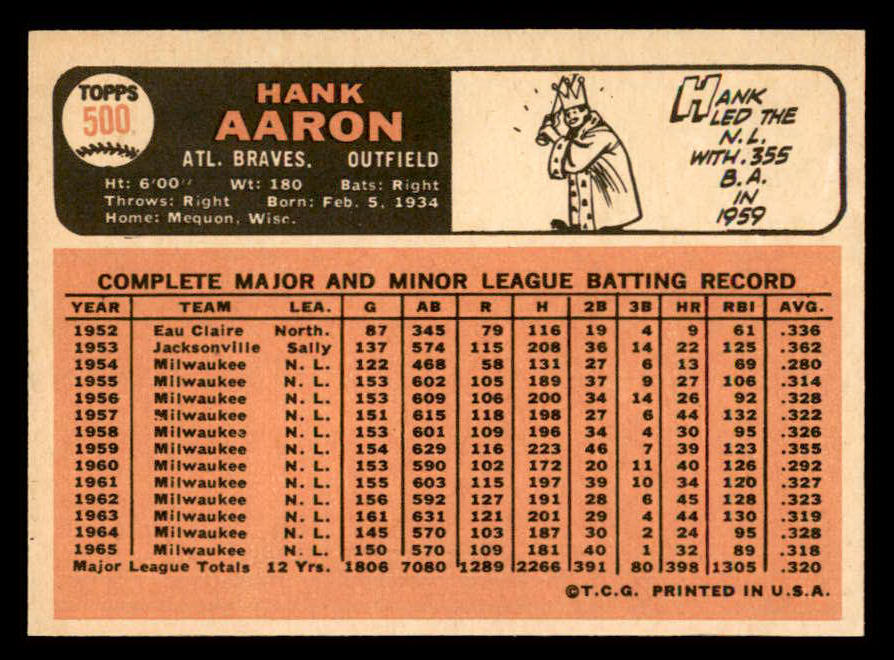 TOPPS
500
HANK
AARON
ATL. BRAVES. OUTFIELD
Ht: 6'00" Wt: 180 Bats: Right
Throws: Right Born: Feb. 5, 1934
Home: Mequon, Wisc.
HANK
LED THE
N.L.
WITH .355
B.A.
IN
1959
COMPLETE MAJOR AND MINOR LEAGUE BATTING RECORD
YEAR TEAM LEA. G AB R H 2B 3B HR RBI AVG.
1952 Eau Claire North. 87 345 79 116 19 4 9 61 .336
1953 Jacksonville Sally 137 574 115 208 36 14 22 125 .362
1954 Milwaukee N. L. 122 468 58 131 27 6 13 69 .280
1955 Milwaukee N. L. 153 602 105 189 37 9 27 106 .314
1956 Milwaukee N. L. 153 609 106 200 34 14 26 92 .328
1957 Milwaukee N. L. 151 615 118 198 27 6 44 132 .322
1958 Milwaukee N. L. 153 601 109 196 34 4 30 95 .326
1959 Milwaukee N. L. 154 629 116 223 46 7 39 123 .355
1960 Milwaukee N. L. 153 590 102 172 20 11 40 126 .292
1961 Milwaukee N. L. 155 603 115 197 39 10 34 120 .327
1962 Milwaukee N. L. 156 592 127 191 28 6 45 128 .323
1963 Milwaukee N. L. 161 631 121 201 29 4 44 130 .319
1964 Milwaukee N. L. 145 570 103 187 30 2 24 95 .328
1965 Milwaukee N. L. 150 570 109 181 40 1 32 89 .318
Major League Totals 12 Yrs. 1806 7080 1289 2266 391 80 398 1305 .320
©T.C.G. PRINTED IN U.S.A.